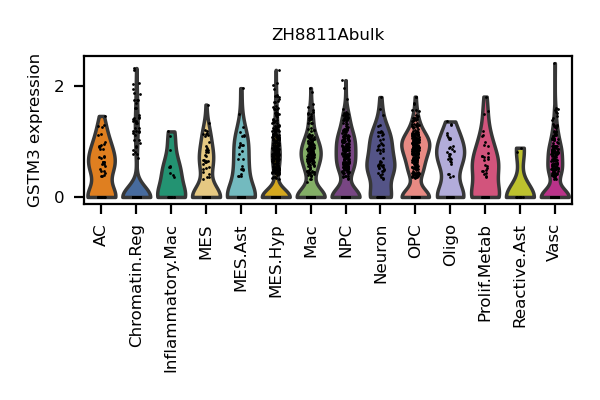 ZH8811Abulk
GSTM3 expression
2
0
AC
Chromatin.Reg
Inflammatory.Mac
MES
MES.Ast
MES.Hyp
Mac
NPC
Neuron
OPC
Oligo
Prolif.Metab
Reactive.Ast
Vasc